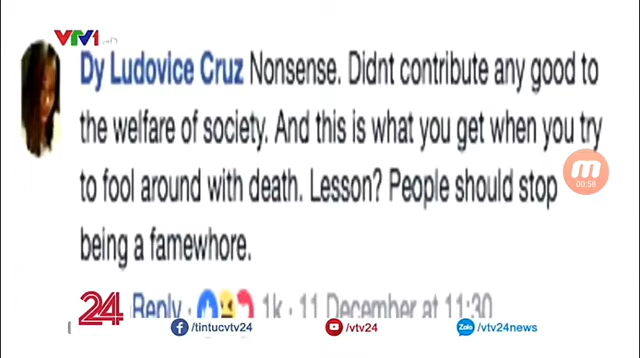 VTV1 HD
Dy Ludovice Cruz Nonsense. Didnt contribute any good to
the welfare of society. And this is what you get when you try
to fool around with death. Lesson? People should stop
00:58
being a famewhore.
24 Reply · 1k · 11 December at 11:30
/tintucvtv24 /vtv24 Zalo /vtv24news